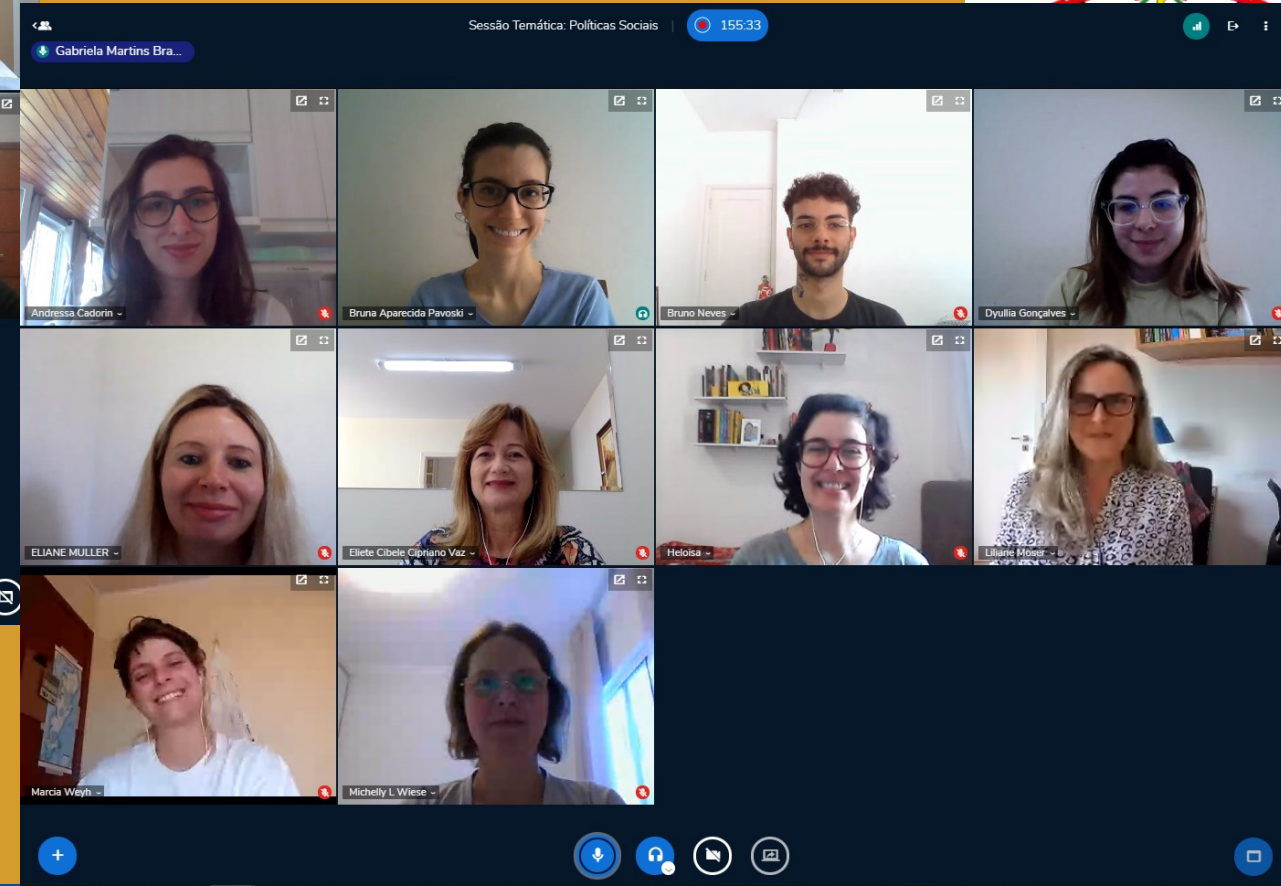 Sessão Temática: Políticas Sociais
155:33
Gabriela Martins Bra...
Andressa Cadorin
Bruna Aparecida Pavoski
Bruno Neves
Dyullia Gonçalves
ELIANE MULLER
Eliete Cibele Cipriano Vaz
Heloisa
Liliane Moser
Marcia Weyh
Michelly L Wiese